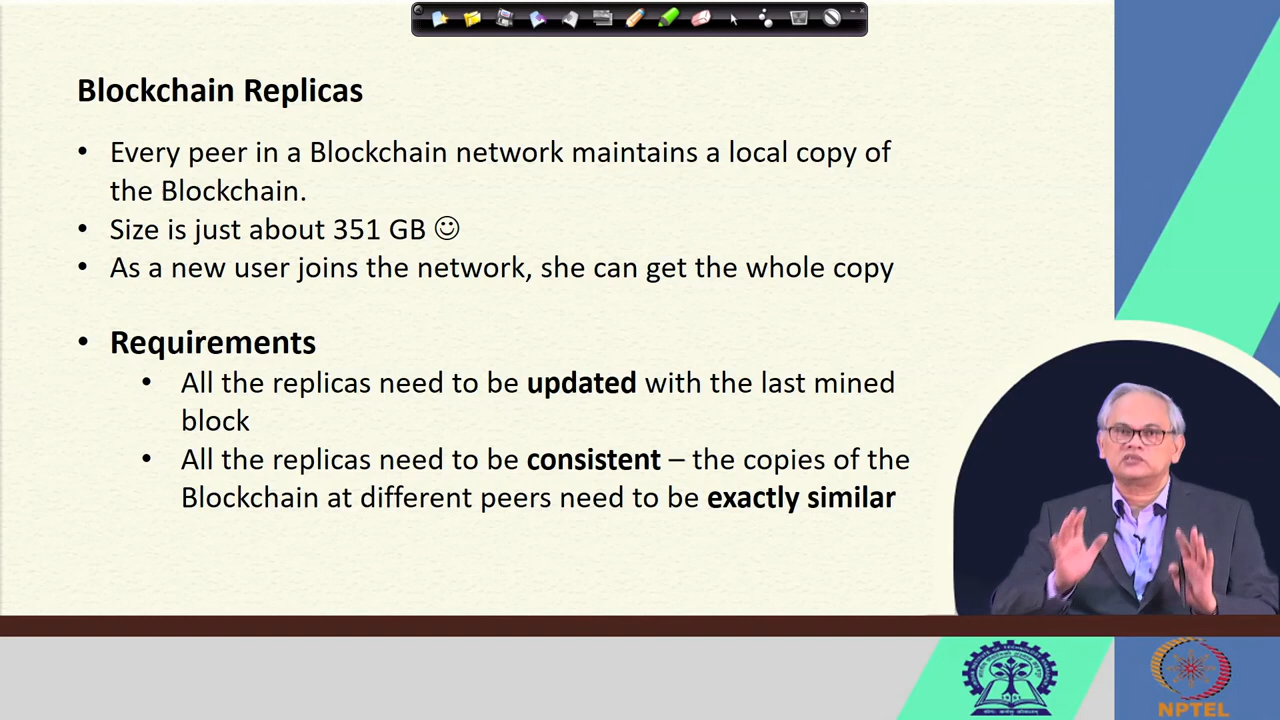 Blockchain Replicas
• Every peer in a Blockchain network maintains a local copy of
the Blockchain.
• Size is just about 351 GB ☺
• As a new user joins the network, she can get the whole copy
• Requirements
• All the replicas need to be updated with the last mined
block
• All the replicas need to be consistent – the copies of the
Blockchain at different peers need to be exactly similar
NPTEL